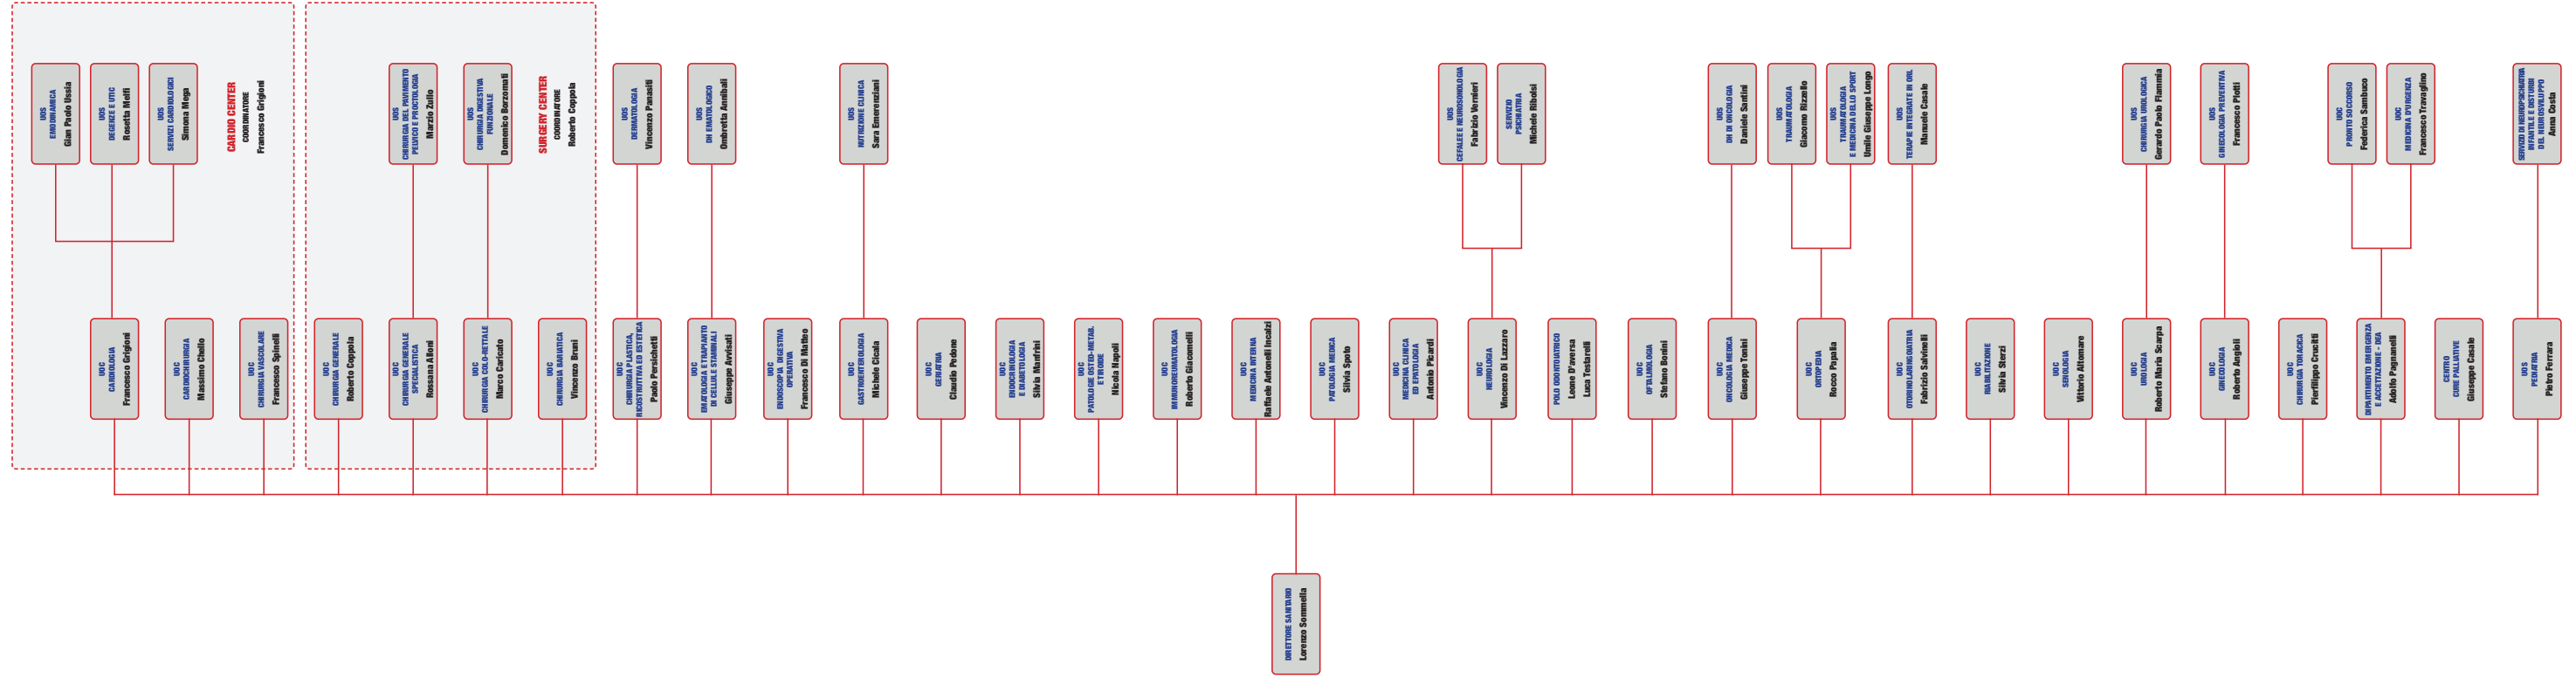 UOS
EMODINAMICA
Gian Paolo Ussia
UOS
DEGENZE E UTIC
Rosetta Melfi
UOS
SERVIZI CARDIOLOGICI
Simona Mega
CARDIO CENTER
COORDINATORE
Francesco Grigioni
UOS
CHIRURGIA DEL PAVIMENTO
PELVICO E PROCTOLOGIA
Marzio Zullo
UOS
CHIRURGIA DIGESTIVA
FUNZIONALE
Domenico Borzomati
SURGERY CENTER
COORDINATORE
Roberto Coppola
UOS
DERMATOLOGIA
Vincenzo Panasiti
UOS
DH EMATOLOGICO
Ombretta Annibali
UOS
NUTRIZIONE CLINICA
Sara Emerenziani
UOS
CEFALEE E NEUROSONOLOGIA
Fabrizio Vernieri
SERVIZIO
PSICHIATRIA
Michele Ribolsi
UOS
DH DI ONCOLOGIA
Daniele Santini
UOS
TRAUMATOLOGIA
Giacomo Rizzello
UOS
TRAUMATOLOGIA
E MEDICINA DELLO SPORT
Umile Giuseppe Longo
UOS
TERAPIE INTEGRATE IN ORL
Manuele Casale
UOS
CHIRURGIA UROLOGICA
Gerardo Paolo Flammia
UOS
GINECOLOGIA PREVENTIVA
Francesco Plotti
UOC
PRONTO SOCCORSO
Federica Sambuco
UOC
MEDICINA D'URGENZA
Francesco Travaglino
SERVIZIO DI NEUROPSICHIATRIA
INFANTILE E DISTURBI
DEL NEUROSVILUPPO
Anna Costa
UOC
CARDIOLOGIA
Francesco Grigioni
UOC
CARDIOCHIRURGIA
Massimo Chello
UOC
CHIRURGIA VASCOLARE
Francesco Spinelli
UOC
CHIRURGIA GENERALE
Roberto Coppola
UOC
CHIRURGIA GENERALE
SPECIALISTICA
Rossana Alloni
UOC
CHIRURGIA COLO-RETTALE
Marco Caricato
UOC
CHIRURGIA BARIATRICA
Vincenzo Bruni
UOC
CHIRURGIA PLASTICA,
RICOSTRUTTIVA ED ESTETICA
Paolo Persichetti
UOC
EMATOLOGIA E TRAPIANTO
DI CELLULE STAMINALI
Giuseppe Avvisati
UOC
ENDOSCOPIA DIGESTIVA
OPERATIVA
Francesco Di Matteo
UOC
GASTROENTEROLOGIA
Michele Cicala
UOC
GERIATRIA
Claudio Pedone
UOC
ENDOCRINOLOGIA
E DIABETOLOGIA
Silvia Manfrini
UOC
PATOLOGIE OSTEO-METAB.
E TIROIDE
Nicola Napoli
UOC
IMMUNOREUMATOLOGIA
Roberto Giacomelli
UOC
MEDICINA INTERNA
Raffaele Antonelli Incalzi
UOC
PATOLOGIA MEDICA
Silvia Spoto
UOC
MEDICINA CLINICA
ED EPATOLOGIA
Antonio Picardi
UOC
NEUROLOGIA
Vincenzo Di Lazzaro
POLO ODONTOIATRICO
Leone D'aversa
Luca Testarelli
UOC
OFTALMOLOGIA
Stefano Bonini
UOC
ONCOLOGIA MEDICA
Giuseppe Tonini
UOC
ORTOPEDIA
Rocco Papalia
UOC
OTORINOLARINGOIATRIA
Fabrizio Salvinelli
UOC
RIABILITAZIONE
Silvia Sterzi
UOC
SENOLOGIA
Vittorio Altomare
UOC
UROLOGIA
Roberto Maria Scarpa
UOC
GINECOLOGIA
Roberto Angioli
UOC
CHIRURGIA TORACICA
Pierfilippo Crucitti
DIPARTIMENTO EMERGENZA
E ACCETTAZIONE - DEA
Adolfo Pagnanelli
CENTRO
CURE PALLIATIVE
Giuseppe Casale
UOS
PEDIATRIA
Pietro Ferrara
DIRETTORE SANITARIO
Lorenzo Sommella